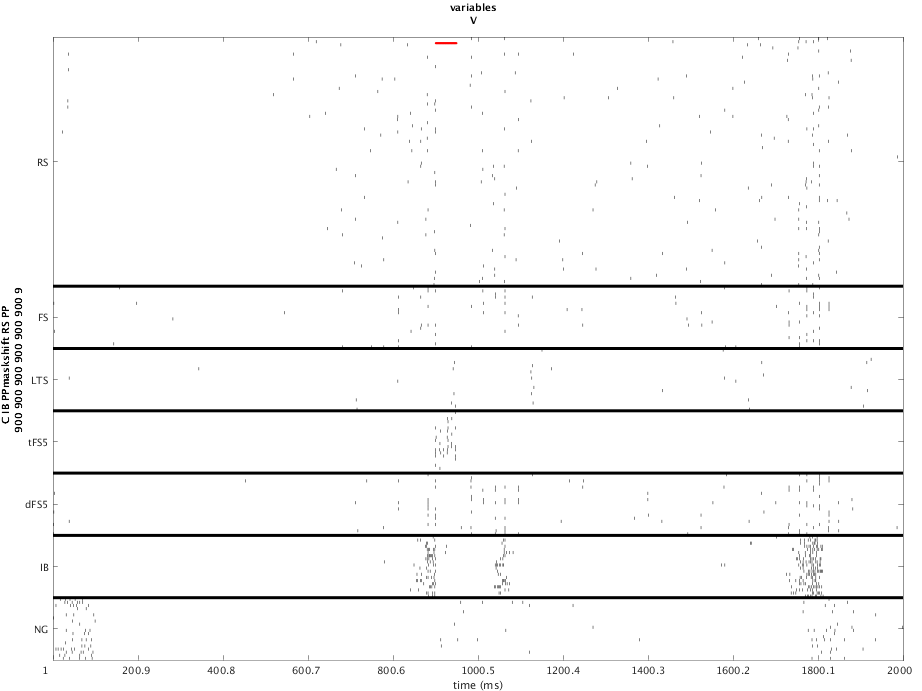 variables
V
RS
FS
LTS
tFS5
dFS5
IB
NG
C IB PPmaskshift RS PP
900 900 900 900 900 900 900 9
1 200.9 400.8 600.7 800.6 1000.5 1200.4 1400.3 1600.2 1800.1 2000
time (ms)